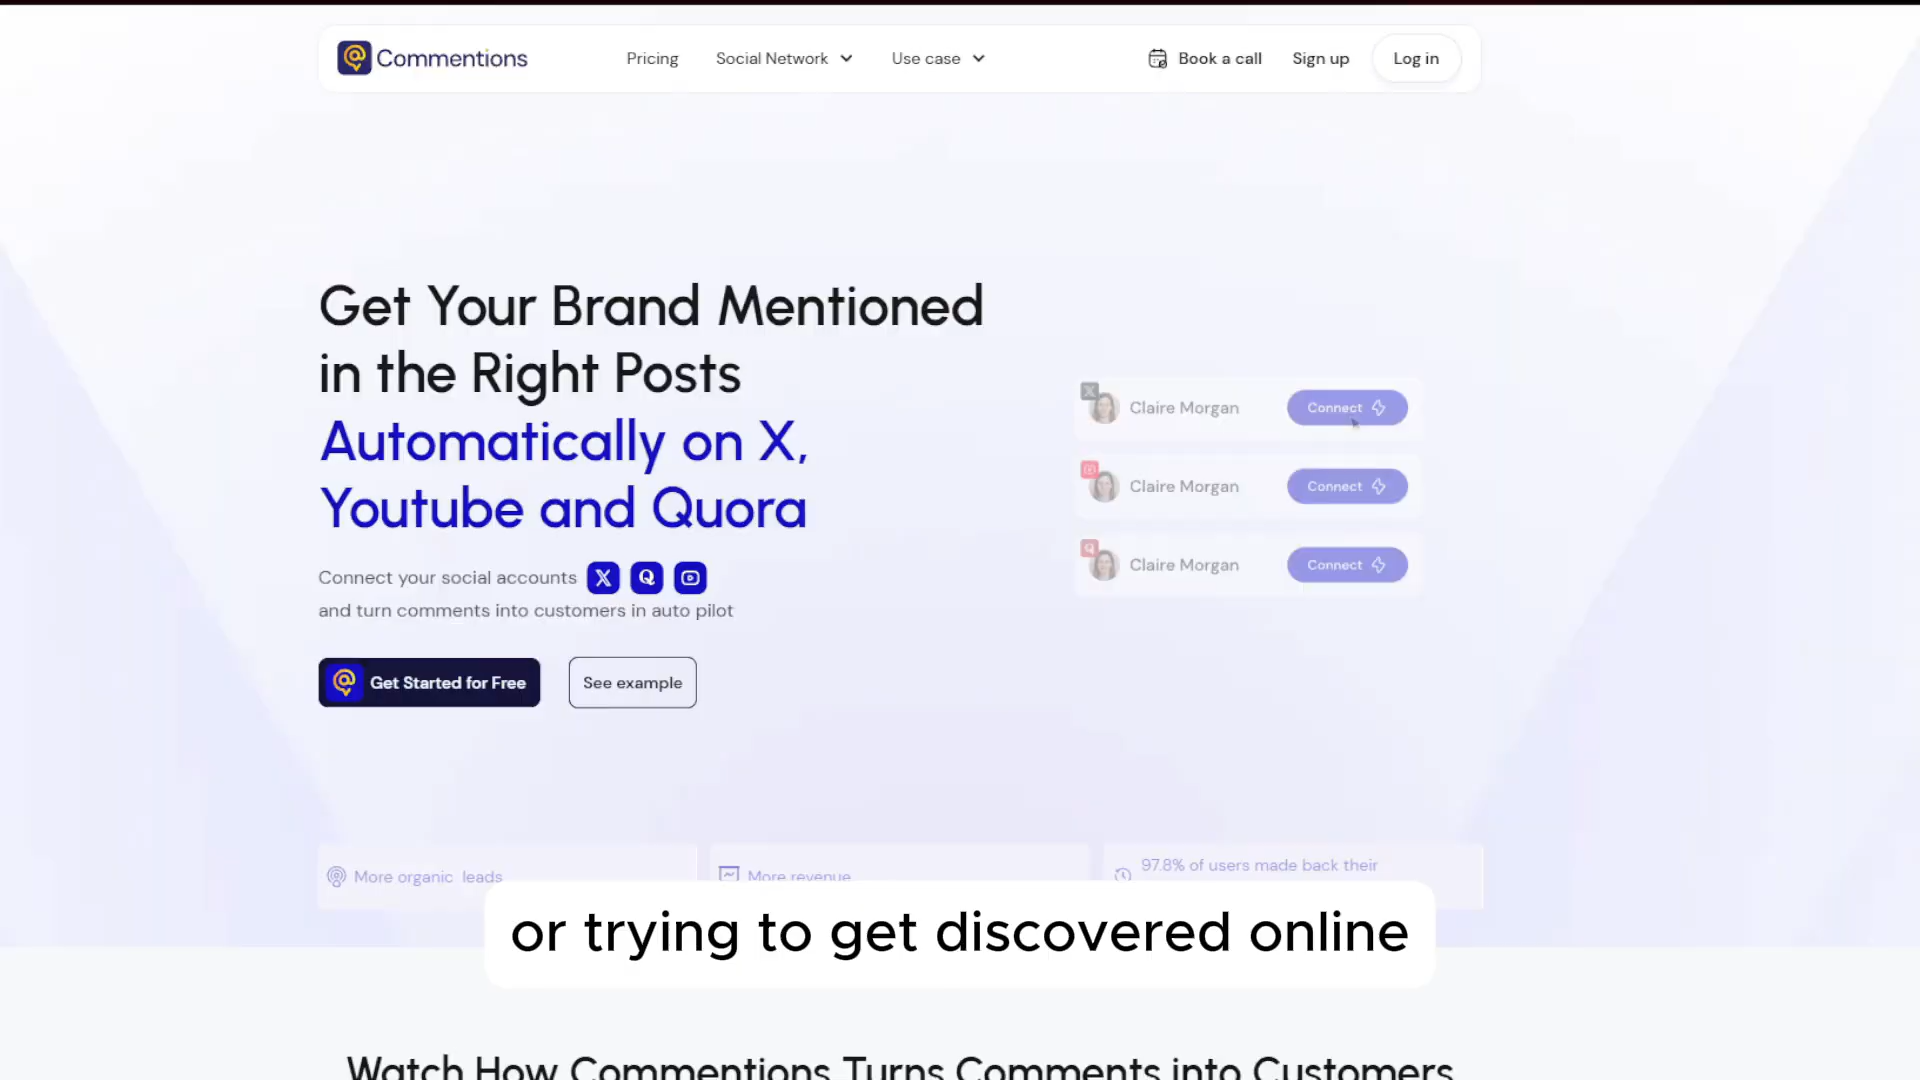 Commentions
Pricing
Social Network
Use case
Book a call
Sign up
Log in
Get Your Brand Mentioned
in the Right Posts
Automatically on X,
Youtube and Quora
Connect your social accounts
and turn comments into customers in auto pilot
Get Started for Free
See example
Claire Morgan
Connect
Claire Morgan
Connect
Claire Morgan
Connect
More organic leads
More revenue
97.8% of users made back their
or trying to get discovered online
Watch How Commentions Turns Comments into Customers